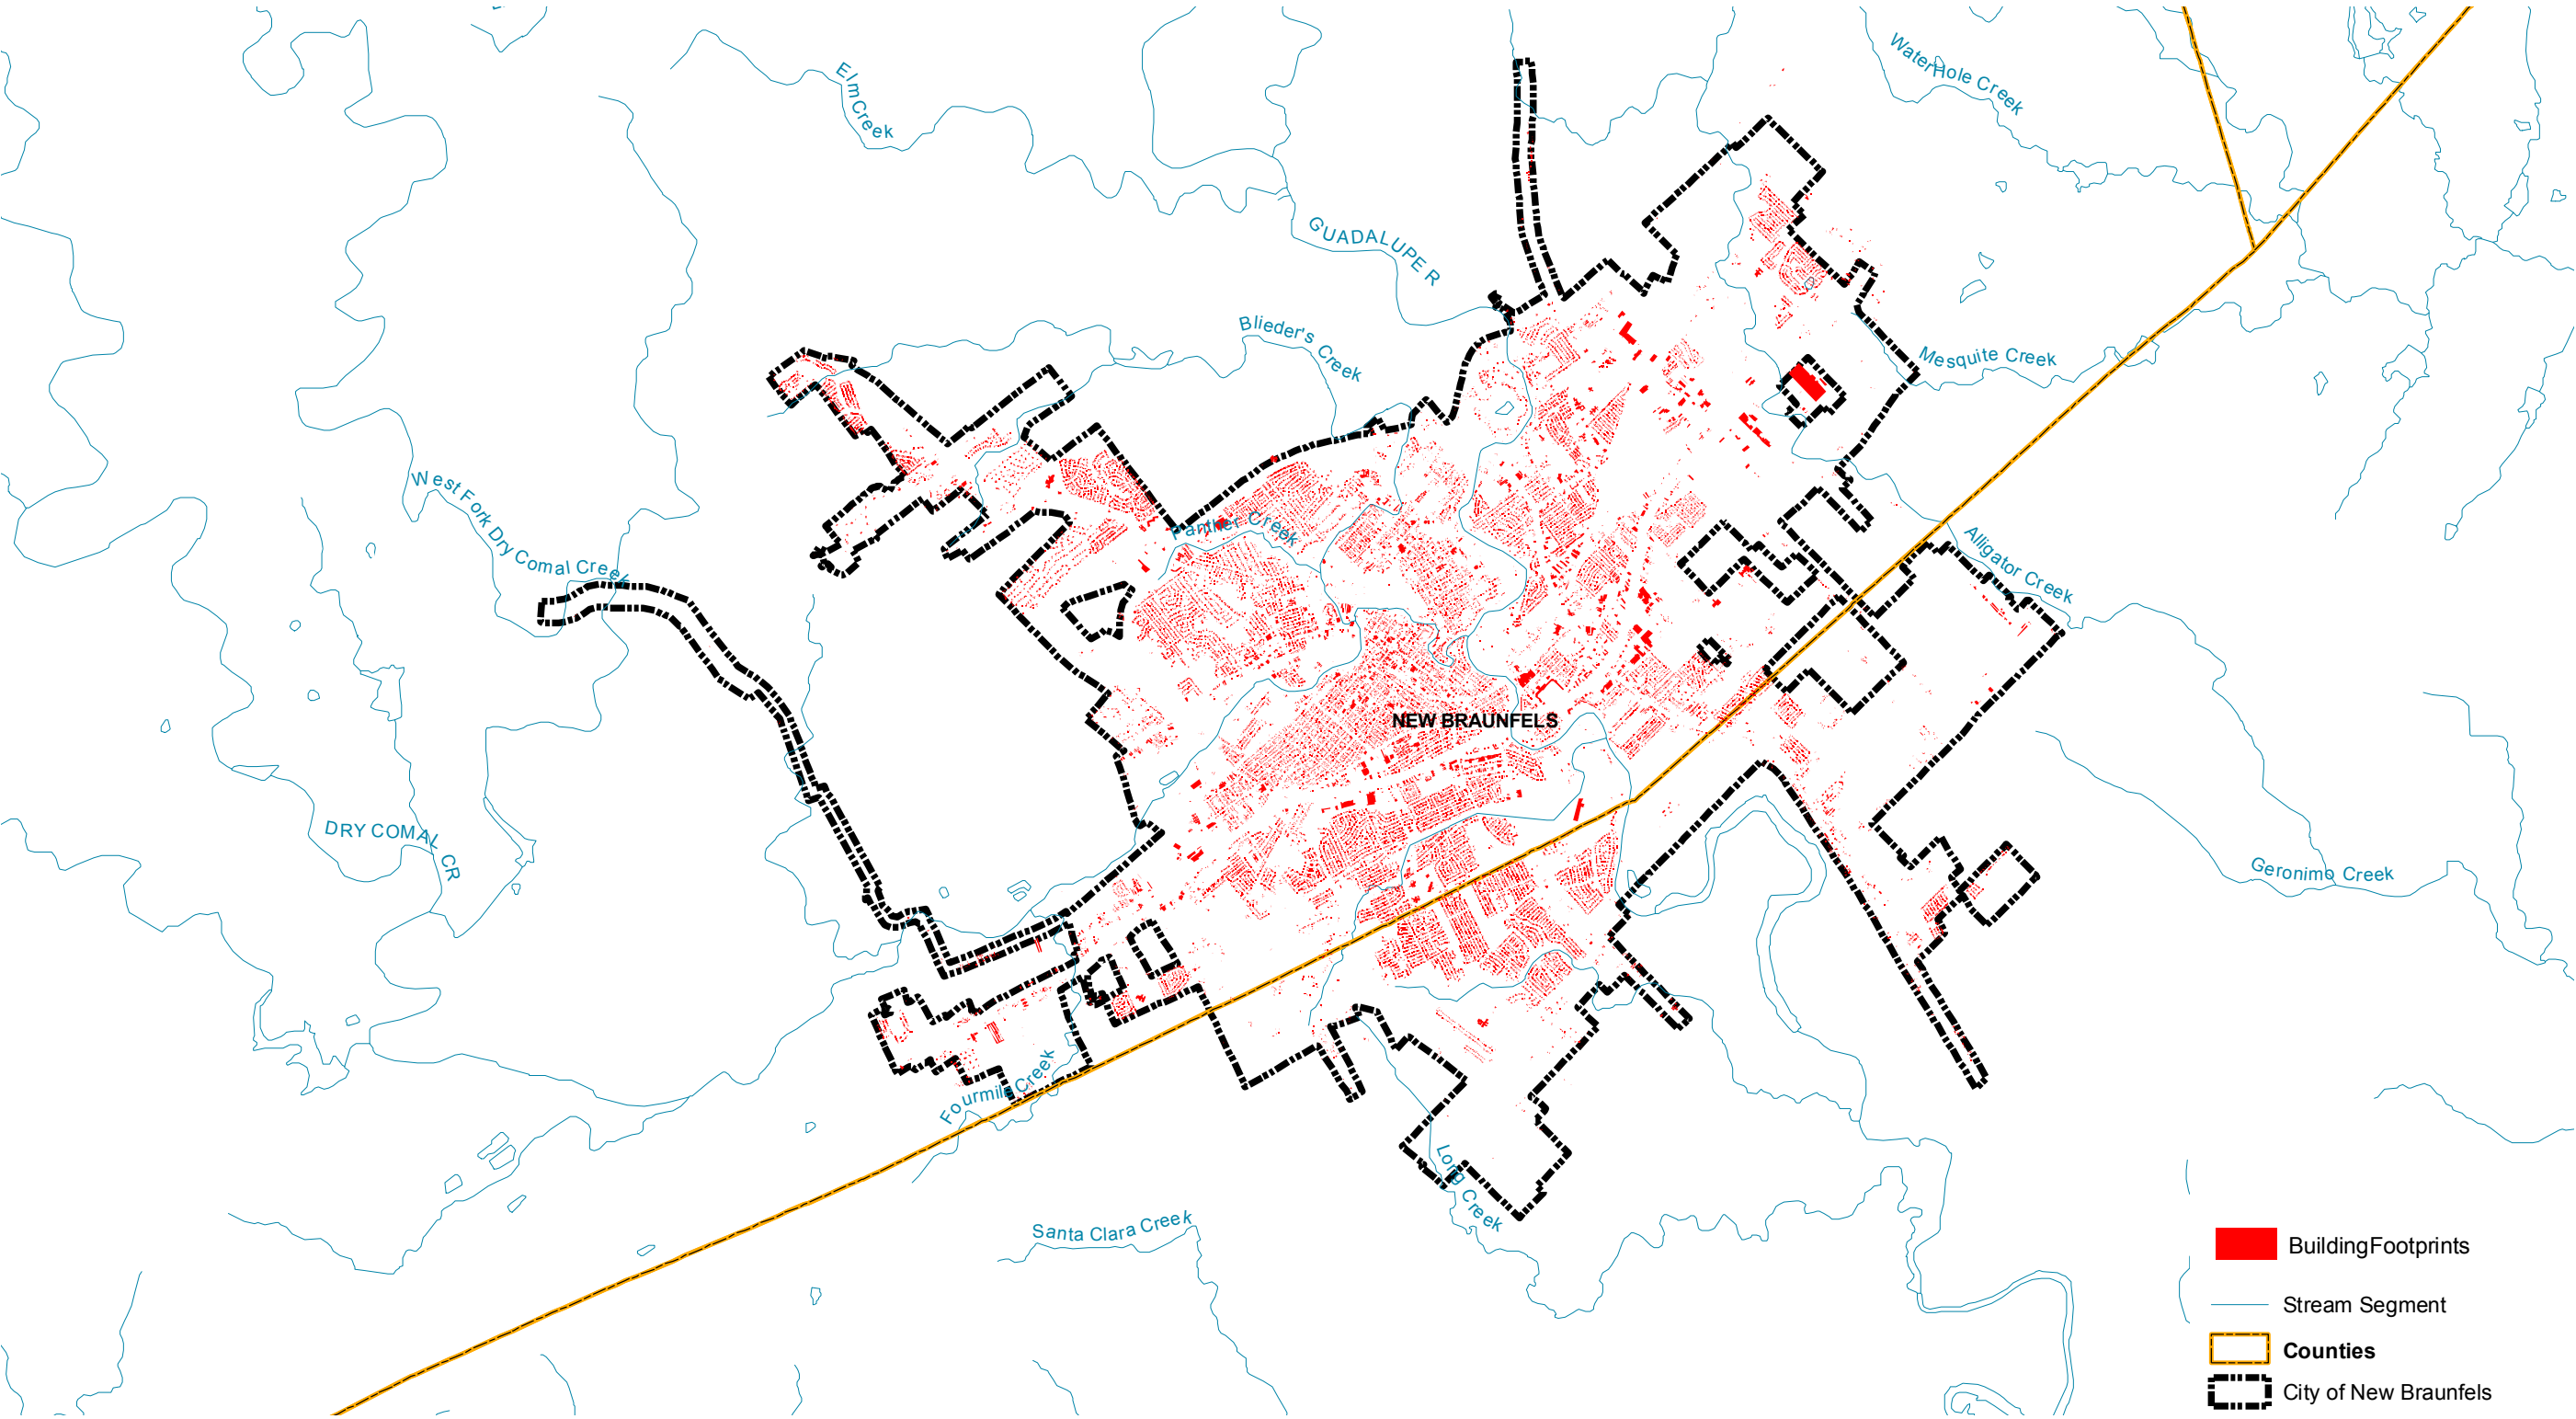 WaterHole Creek
Elm Creek
GUADALUPE R
Blieder's Creek
Mesquite Creek
West Fork Dry Comal Creek
Panther Creek
Alligator Creek
NEW BRAUNFELS
DRY COMAL CR
Geronimo Creek
Fourmile Creek
Long Creek
Santa Clara Creek
BuildingFootprints
Stream Segment
Counties
City of New Braunfels